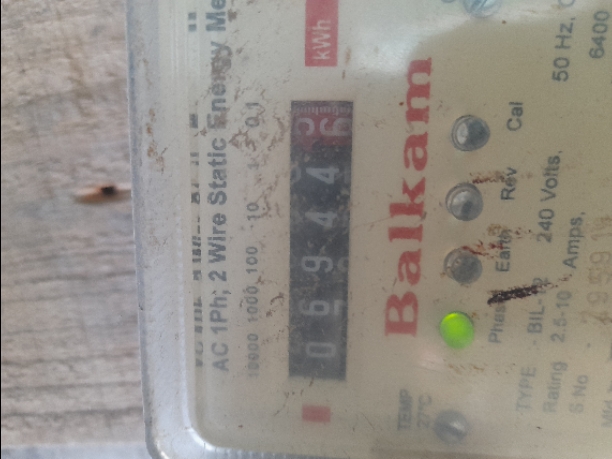 AC 1Ph; 2 Wire Static Energy Me
10000 1000 100 10 1 0.1
0 6 9 4 4
kWh
Balkam
Cal
Rev
Earth
Phas
TEMP
27°C
50 Hz,
6400
TYPE - BIL- 240 Volts.
Rating 2.5-10 Amps,
S.No -